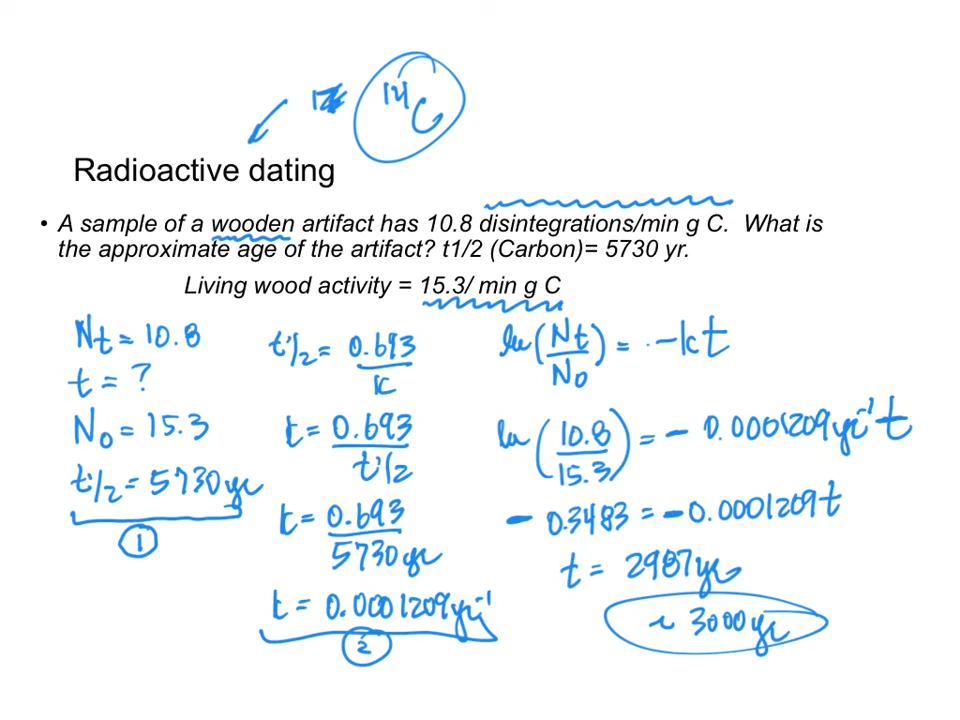 14C
Radioactive dating
• A sample of a wooden artifact has 10.8 disintegrations/min g C. What is
the approximate age of the artifact? t1/2 (Carbon)= 5730 yr.
Living wood activity = 15.3/ min g C
Nt = 10.8
t = ?
N0 = 15.3
t1/2 = 5730 yr
1
t1/2 = 0.693/k
k = 0.693/t1/2
k = 0.693/5730 yr
k = 0.0001209 yr-1
2
ln (Nt/N0) = -kt
ln (10.8/15.3) = - 0.0001209 yr-1 t
- 0.3483 = -0.0001209t
t = 2987 yr
~ 3000 yr